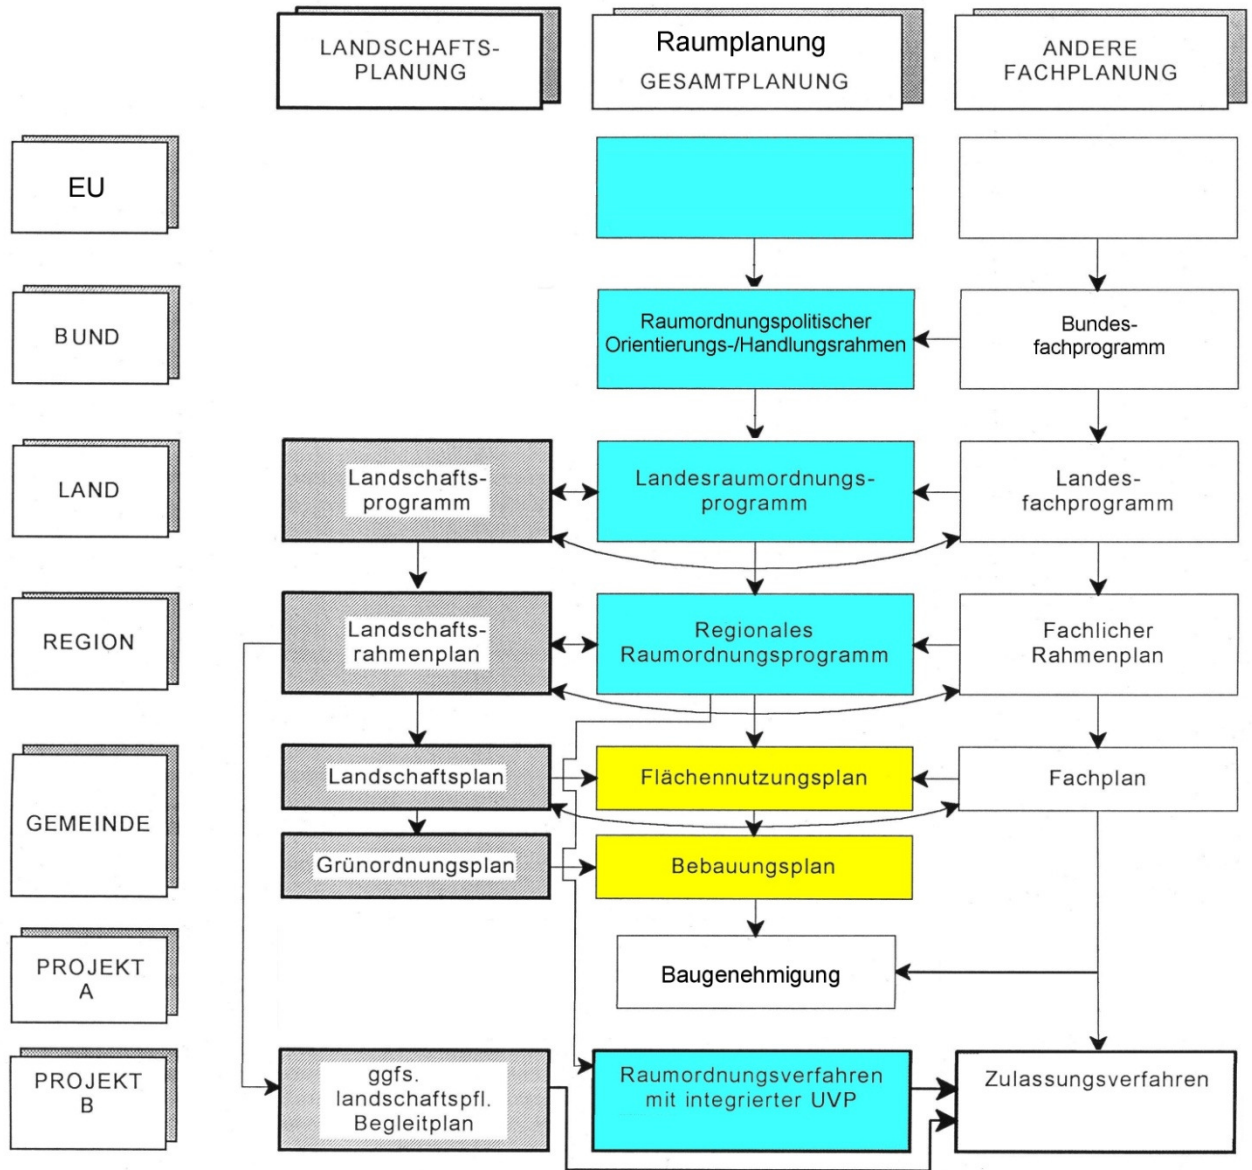 LANDSCHAFTS-
PLANUNG
Raumplanung
GESAMTPLANUNG
ANDERE
FACHPLANUNG
EU
BUND
Raumordnungspolitischer
Orientierungs-/Handlungsrahmen
Bundes-
fachprogramm
LAND
Landschafts-
programm
Landesraumordnungs-
programm
Landes-
fachprogramm
REGION
Landschafts-
rahmenplan
Regionales
Raumordnungsprogramm
Fachlicher
Rahmenplan
GEMEINDE
Landschaftsplan
Flächennutzungsplan
Fachplan
Grünordnungsplan
Bebauungsplan
PROJEKT
A
Baugenehmigung
PROJEKT
B
ggfs.
landschaftspfl.
Begleitplan
Raumordnungsverfahren
mit integrierter UVP
Zulassungsverfahren